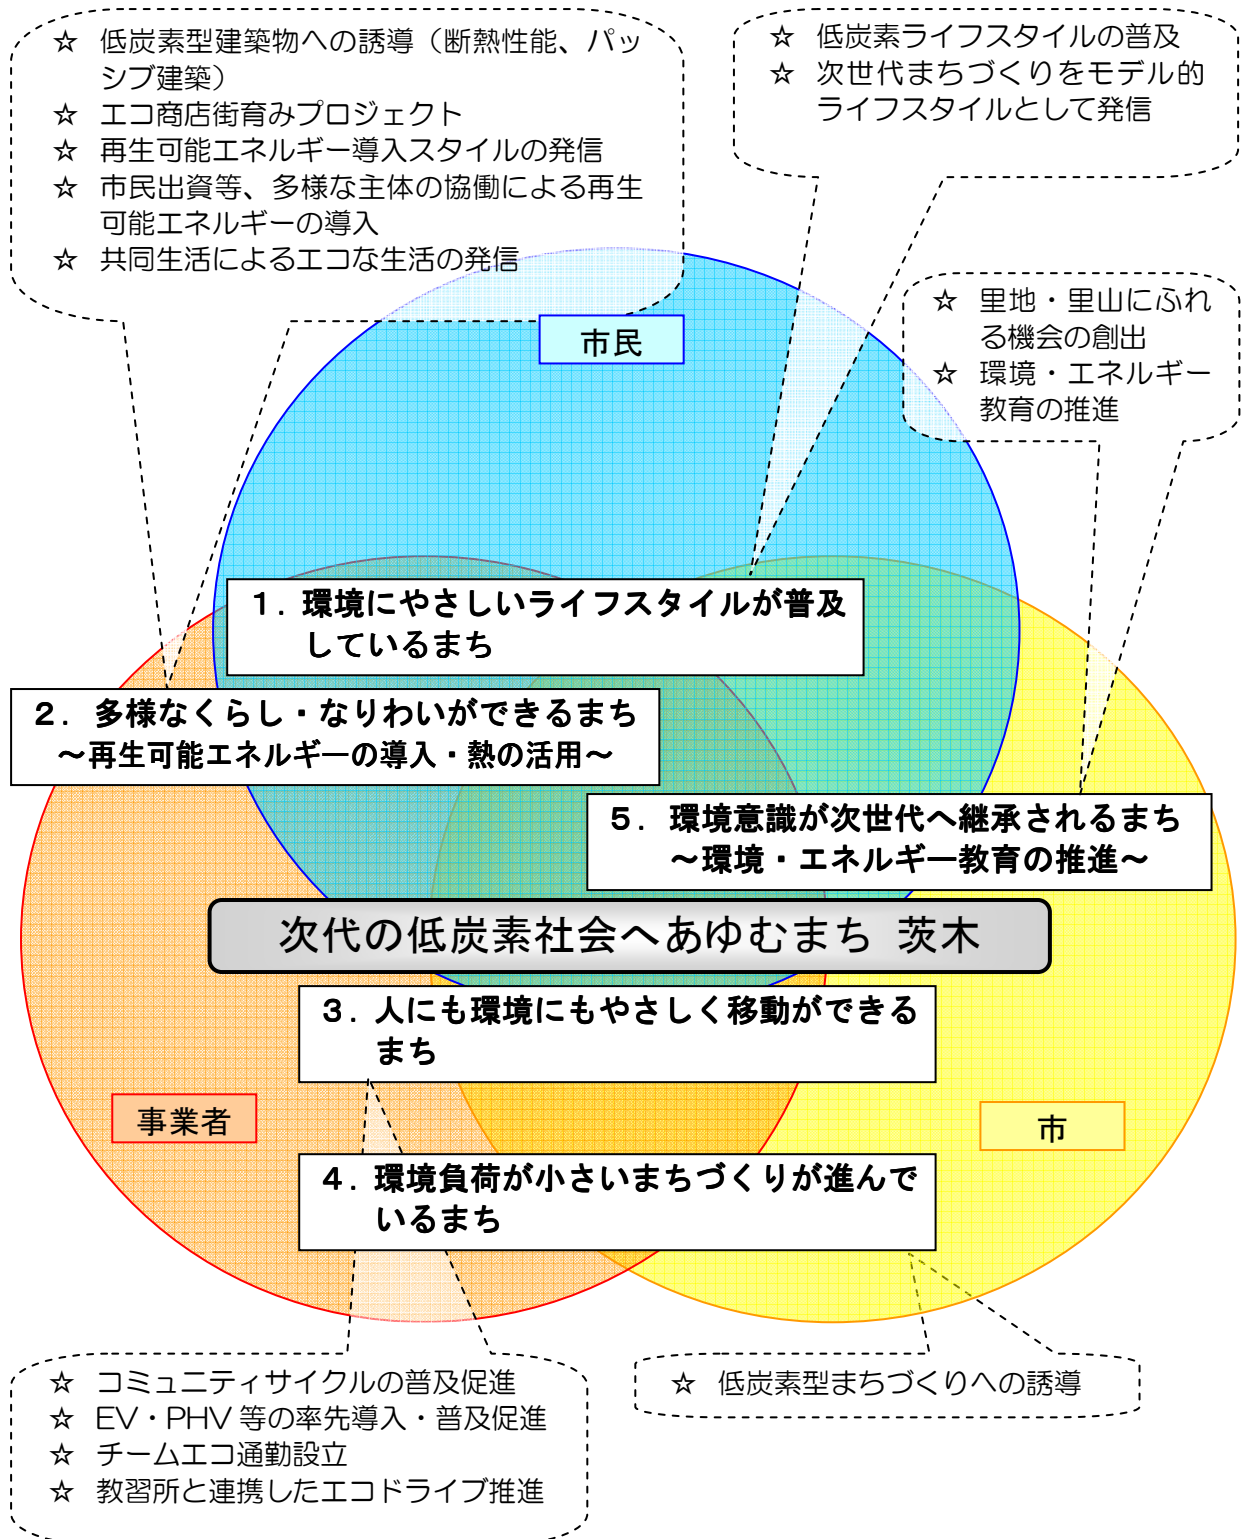 ☆ 低炭素型建築物への誘導（断熱性能、パッ
シブ建築）
☆ エコ商店街育みプロジェクト
☆ 再生可能エネルギー導入スタイルの発信
☆ 市民出資等、多様な主体の協働による再生
可能エネルギーの導入
☆ 共同生活によるエコな生活の発信
☆ 低炭素ライフスタイルの普及
☆ 次世代まちづくりをモデル的
ライフスタイルとして発信
☆ 里地・里山にふれ
る機会の創出
☆ 環境・エネルギー
教育の推進
市民
１．環境にやさしいライフスタイルが普及
しているまち
２．多様なくらし・なりわいができるまち
～再生可能エネルギーの導入・熱の活用～
５．環境意識が次世代へ継承されるまち
～環境・エネルギー教育の推進～
次代の低炭素社会へあゆむまち 茨木
３．人にも環境にもやさしく移動ができる
まち
事業者
市
４．環境負荷が小さいまちづくりが進んで
いるまち
☆ コミュニティサイクルの普及促進
☆ EV・PHV 等の率先導入・普及促進
☆ チームエコ通勤設立
☆ 教習所と連携したエコドライブ推進
☆ 低炭素型まちづくりへの誘導